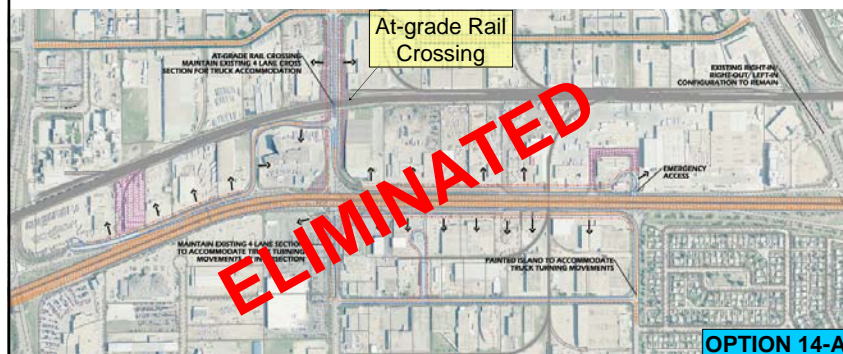 At-grade Rail
Crossing
AT-GRADE RAIL CROSSING-
MAINTAIN EXISTING 4 LANE CROSS
SECTION FOR TRUCK ACCOMMODATION
EXISTING RIGHT-IN/
RIGHT-OUT/ LEFT-IN
CONFIGURATION TO REMAIN
ELIMINATED
EMERGENCY
ACCESS
MAINTAIN EXISTING 4 LANE SECTION
TO ACCOMMODATE TRUCK TURNING
MOVEMENTS
PAINTED ISLAND TO ACCOMMODATE
TRUCK TURNING MOVEMENTS
OPTION 14-A